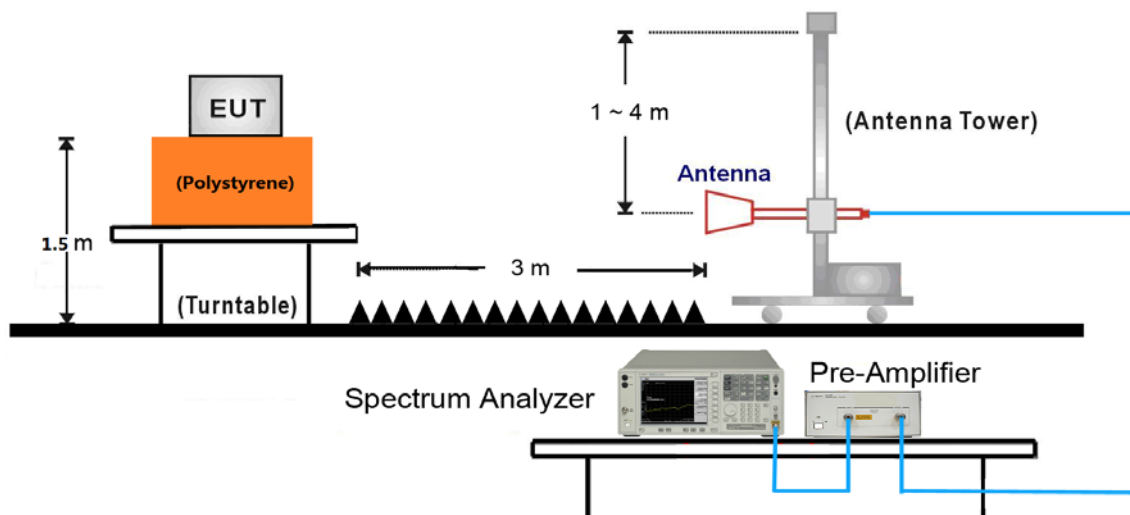 EUT
(Polystyrene)
1.5 m
(Turntable)
3 m
1 ~ 4 m
(Antenna Tower)
Antenna
Spectrum Analyzer
Pre-Amplifier